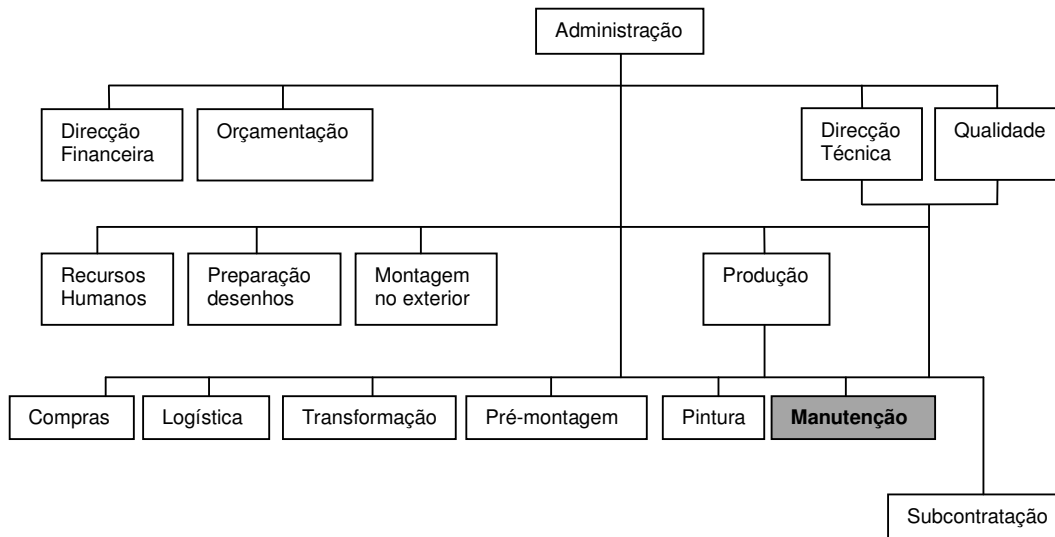 Administração
Direcção
Financeira
Orçamentação
Direcção
Técnica
Qualidade
Recursos
Humanos
Preparação
desenhos
Montagem
no exterior
Produção
Compras
Logística
Transformação
Pré-montagem
Pintura
Manutenção
Subcontratação